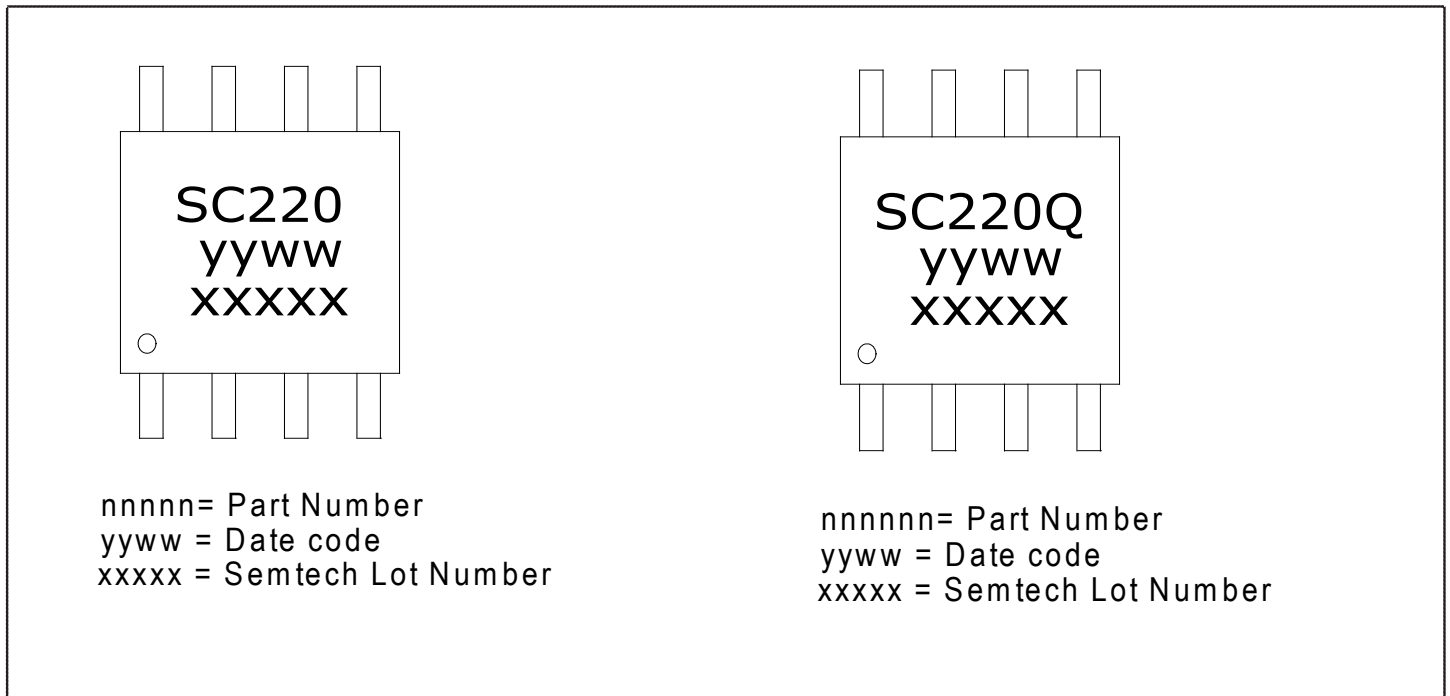 SC220
yyww
xxxxx
nnnnn= Part Number
yyww = Date code
xxxxx = Semtech Lot Number
SC220Q
yyww
xxxxx
nnnnnn= Part Number
yyww = Date code
xxxxx = Semtech Lot Number